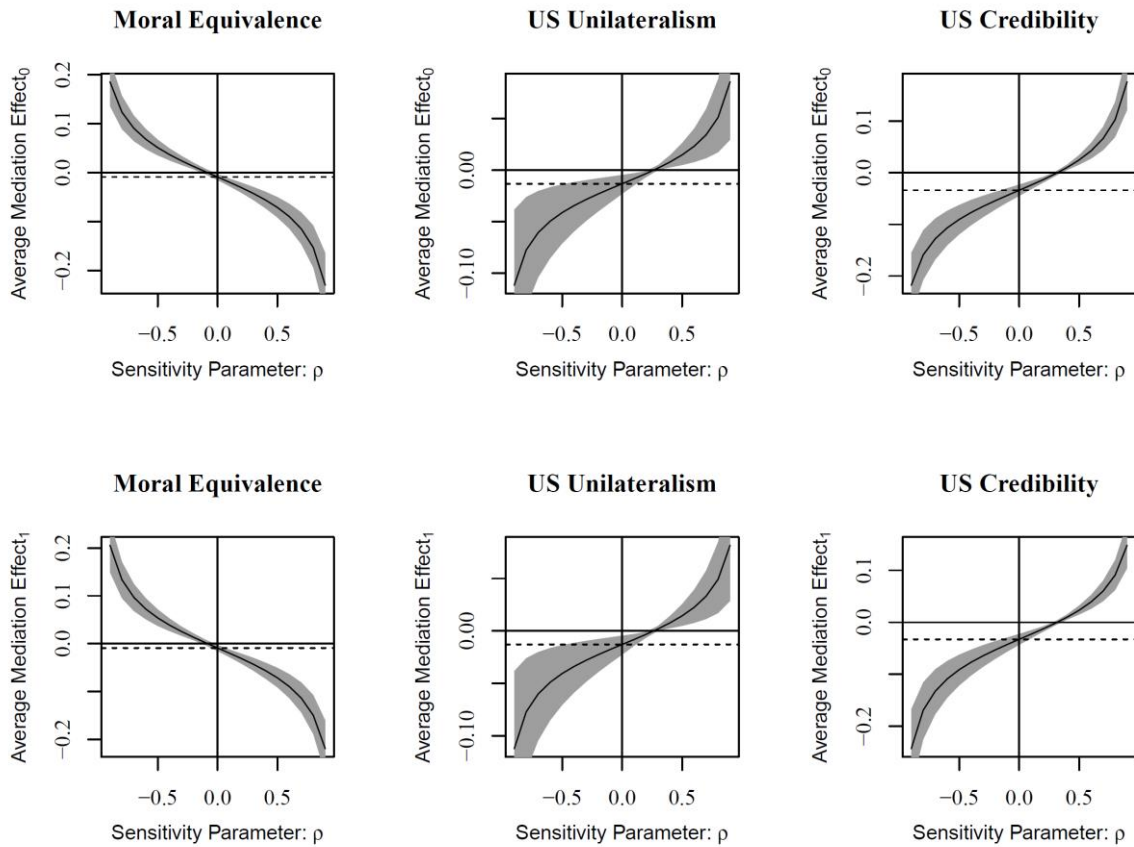 Moral Equivalence
US Unilateralism
US Credibility
Average Mediation Effect₀
0.2
0.1
0.0
−0.2
−0.5
0.0
0.5
Sensitivity Parameter: ρ
Average Mediation Effect₀
0.00
−0.10
−0.5
0.0
0.5
Sensitivity Parameter: ρ
Average Mediation Effect₀
0.1
0.0
−0.2
−0.5
0.0
0.5
Sensitivity Parameter: ρ
Moral Equivalence
US Unilateralism
US Credibility
Average Mediation Effect₁
0.2
0.1
0.0
−0.2
−0.5
0.0
0.5
Sensitivity Parameter: ρ
Average Mediation Effect₁
0.00
−0.10
−0.5
0.0
0.5
Sensitivity Parameter: ρ
Average Mediation Effect₁
0.1
0.0
−0.2
−0.5
0.0
0.5
Sensitivity Parameter: ρ